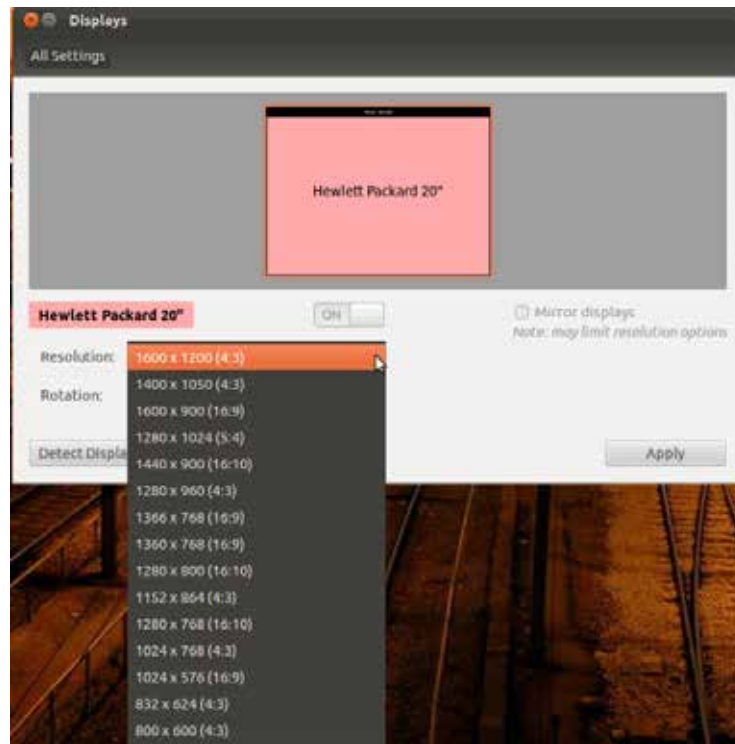 Displays
All Settings
Hewlett Packard 20"
Hewlett Packard 20"
ON
Mirror displays
Note: may limit resolution options
Resolution:
1600 x 1200 (4:3)
1400 x 1050 (4:3)
Rotation:
1600 x 900 (16:9)
1280 x 1024 (5:4)
Detect Displa
1440 x 900 (16:10)
Apply
1280 x 960 (4:3)
1366 x 768 (16:9)
1360 x 768 (16:9)
1280 x 800 (16:10)
1152 x 864 (4:3)
1280 x 768 (16:10)
1024 x 768 (4:3)
1024 x 576 (16:9)
832 x 624 (4:3)
800 x 600 (4:3)